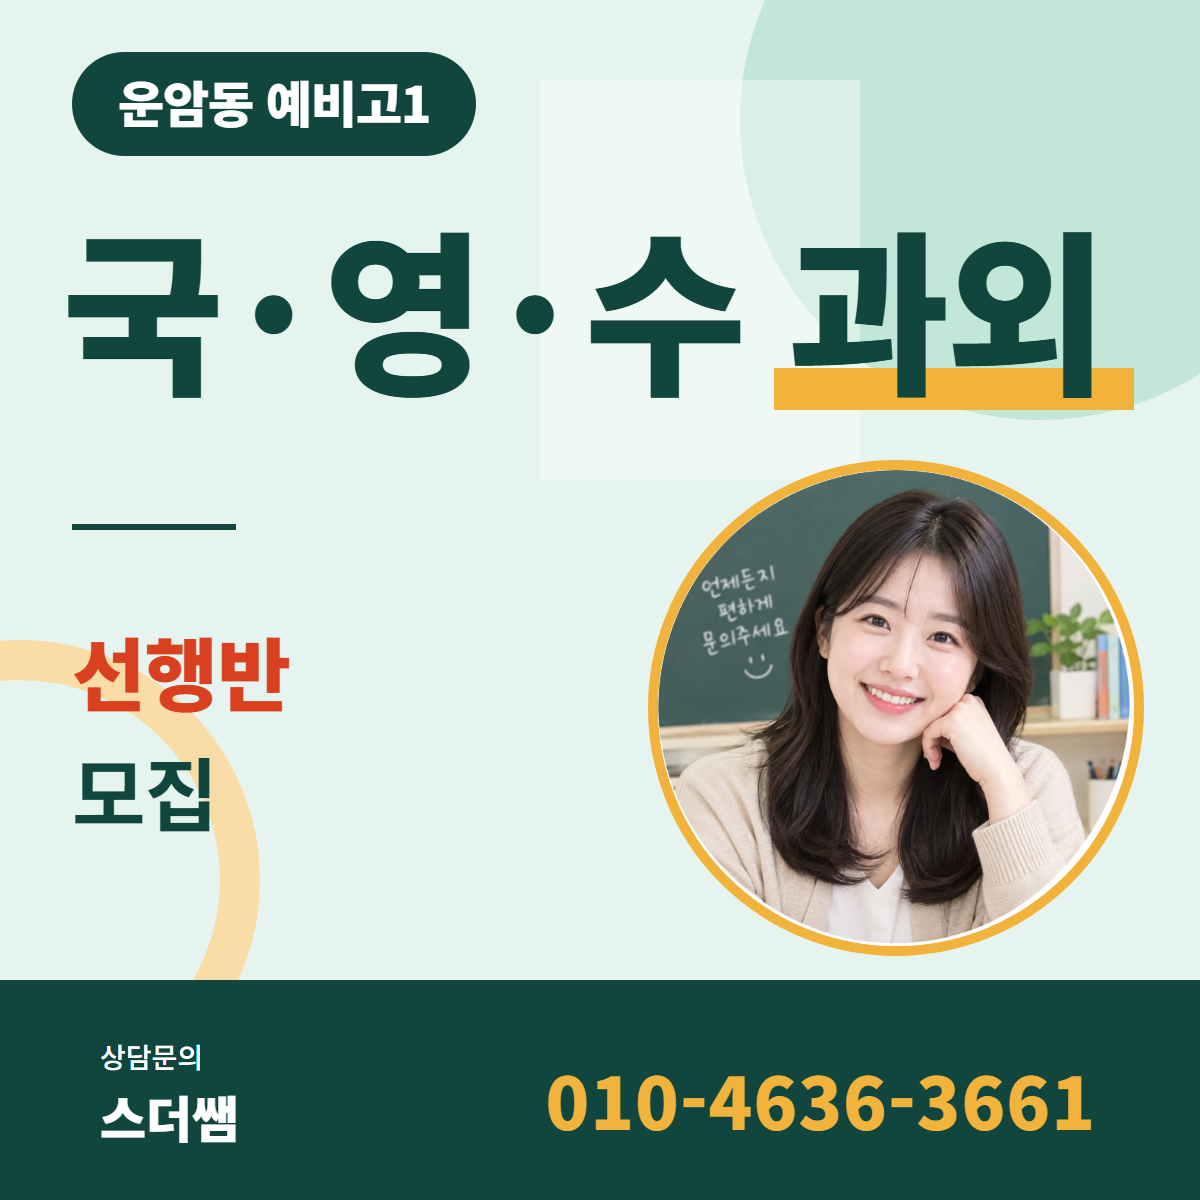 운암동 예비고1
국·영·수 과외
선행반
모집
언제든지
편하게
문의주세요
상담문의
스더쌤
010-4636-3661